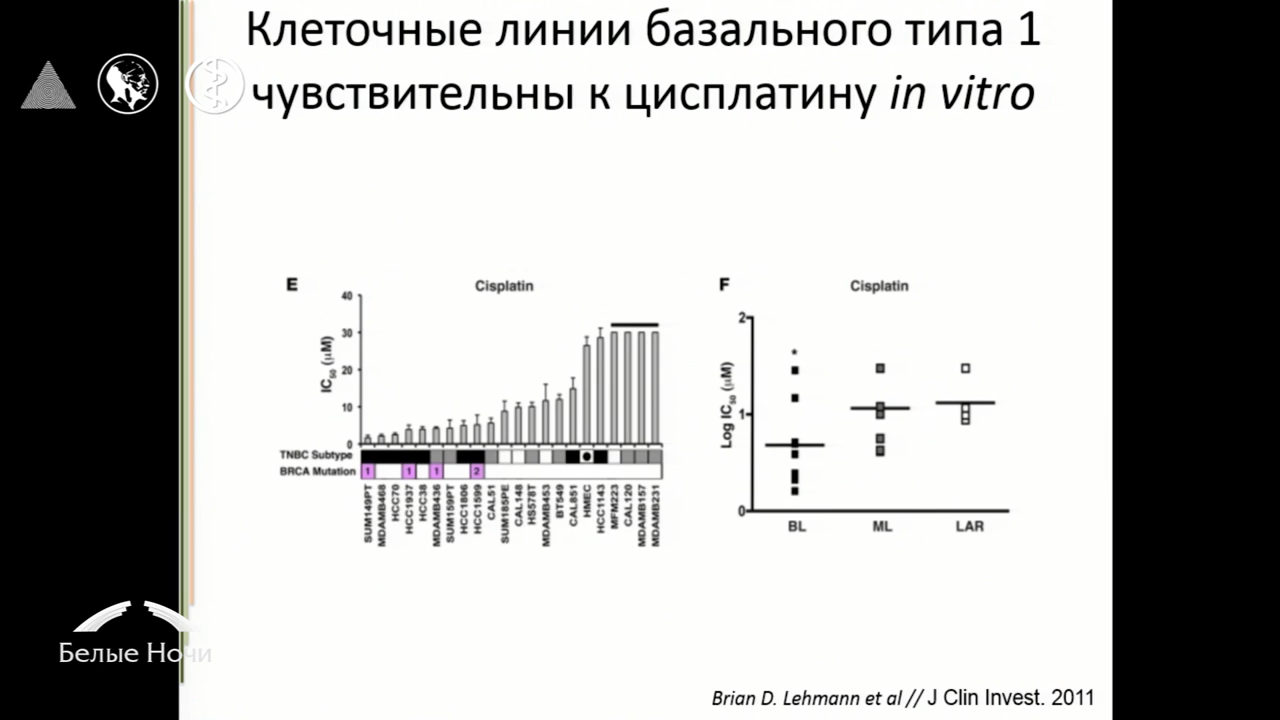 Клеточные линии базального типа 1
чувствительны к цисплатину in vitro
E
Cisplatin
IC50 (μM)
40
30
20
10
0
TNBC Subtype
BRCA Mutation
1
1
1
2
SUM149PT
MDAMB468
HCC70
HCC1937
HCC38
MDAMB436
SUM159PT
HCC1806
HCC1599
CAL51
SUM185PE
CAL148
HS578T
MDAMB453
BT549
CAL851
HMEC
HCC1143
MFM223
CAL120
MDAMB157
MDAMB231
F
Cisplatin
Log IC50 (μM)
2
1
0
*
BL
ML
LAR
Белые Ночи
Brian D. Lehmann et al // J Clin Invest. 2011